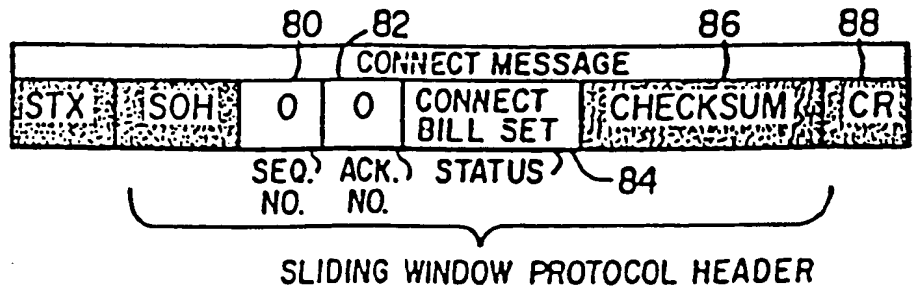 80 82 86 88
CONNECT MESSAGE
STX SOH 0 0 CONNECT BILL SET CHECKSUM CR
SEQ. NO. ACK. NO. STATUS 84
SLIDING WINDOW PROTOCOL HEADER